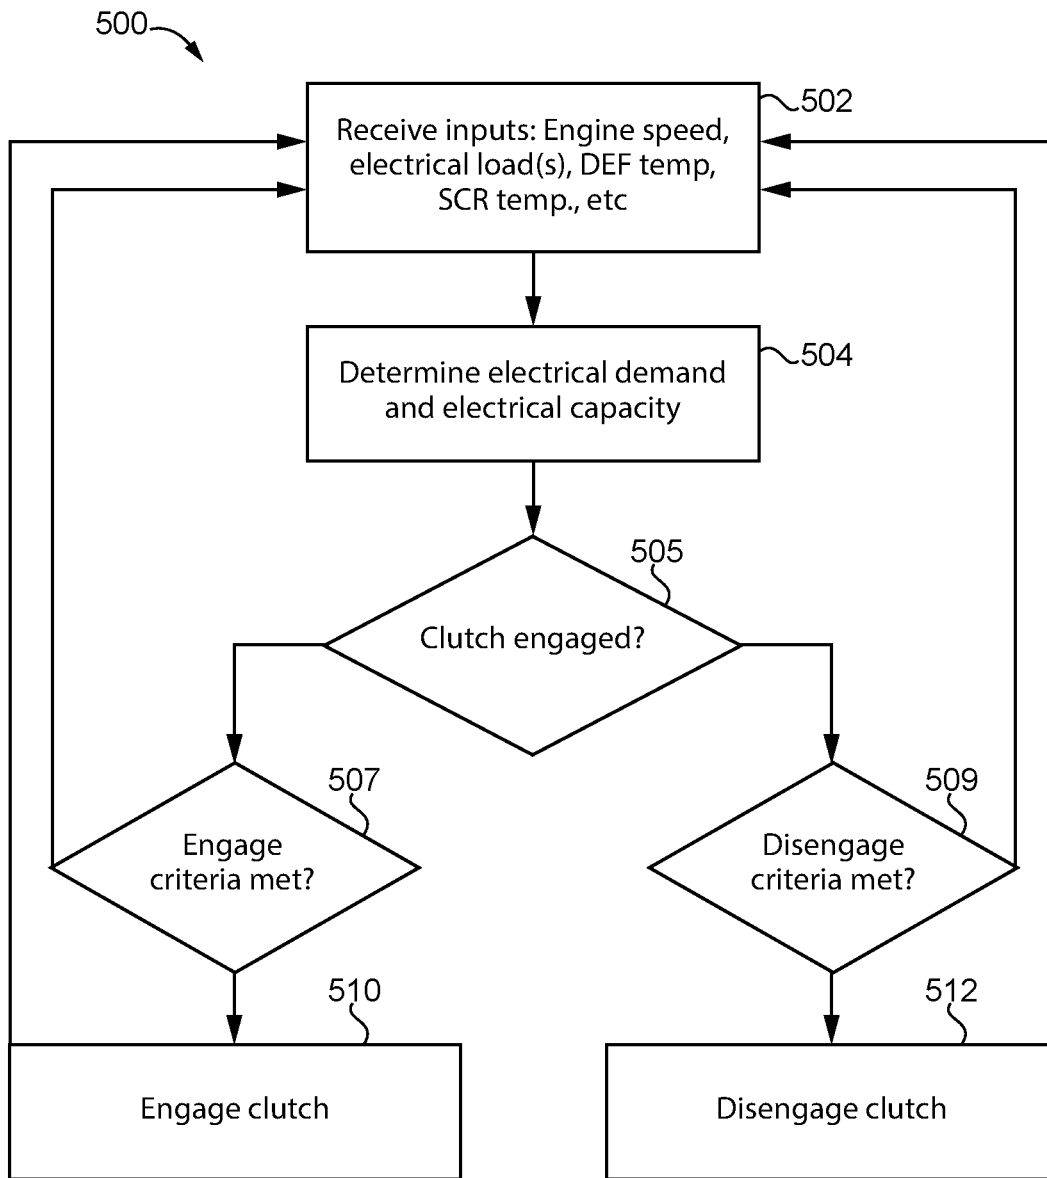 500
502
Receive inputs: Engine speed,
electrical load(s), DEF temp,
SCR temp., etc
504
Determine electrical demand
and electrical capacity
505
Clutch engaged?
507
Engage
criteria met?
509
Disengage
criteria met?
510
Engage clutch
512
Disengage clutch